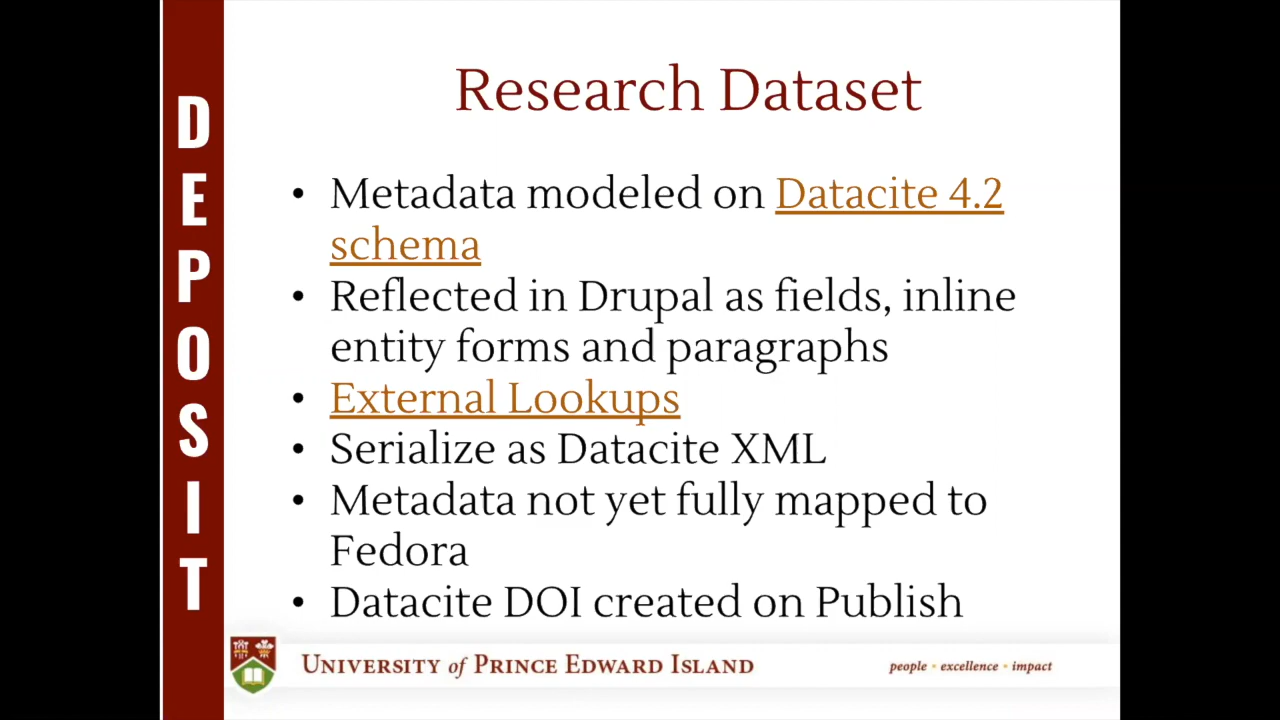 DEPOSIT
Research Dataset
• Metadata modeled on Datacite 4.2
schema
• Reflected in Drupal as fields, inline
entity forms and paragraphs
• External Lookups
• Serialize as Datacite XML
• Metadata not yet fully mapped to
Fedora
• Datacite DOI created on Publish
University of Prince Edward Island
people • excellence • impact